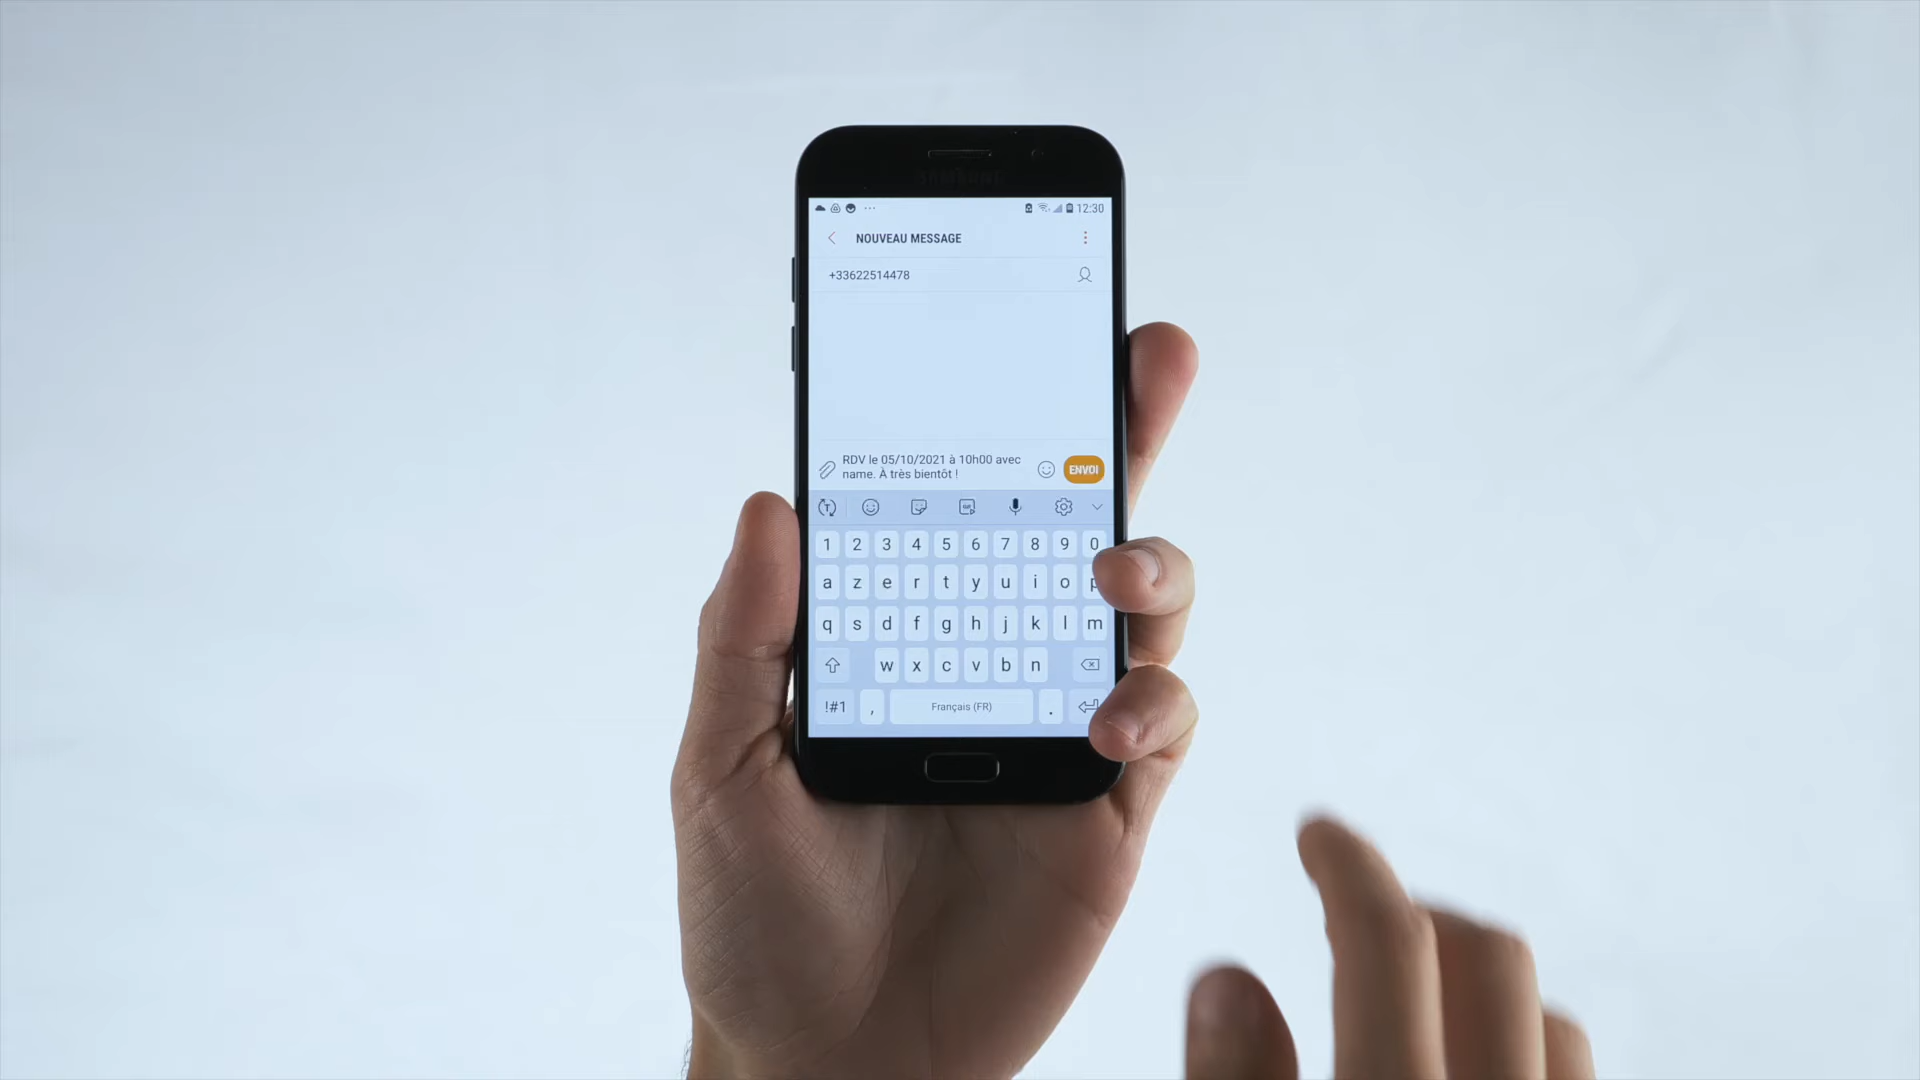 SAMSUNG
12:30
NOUVEAU MESSAGE
+33622514478
RDV le 05/10/2021 à 10h00 avec
name. À très bientôt !
ENVOI
1 2 3 4 5 6 7 8 9 0
a z e r t y u i o p
q s d f g h j k l m
w x c v b n
!#1 , Français (FR) .